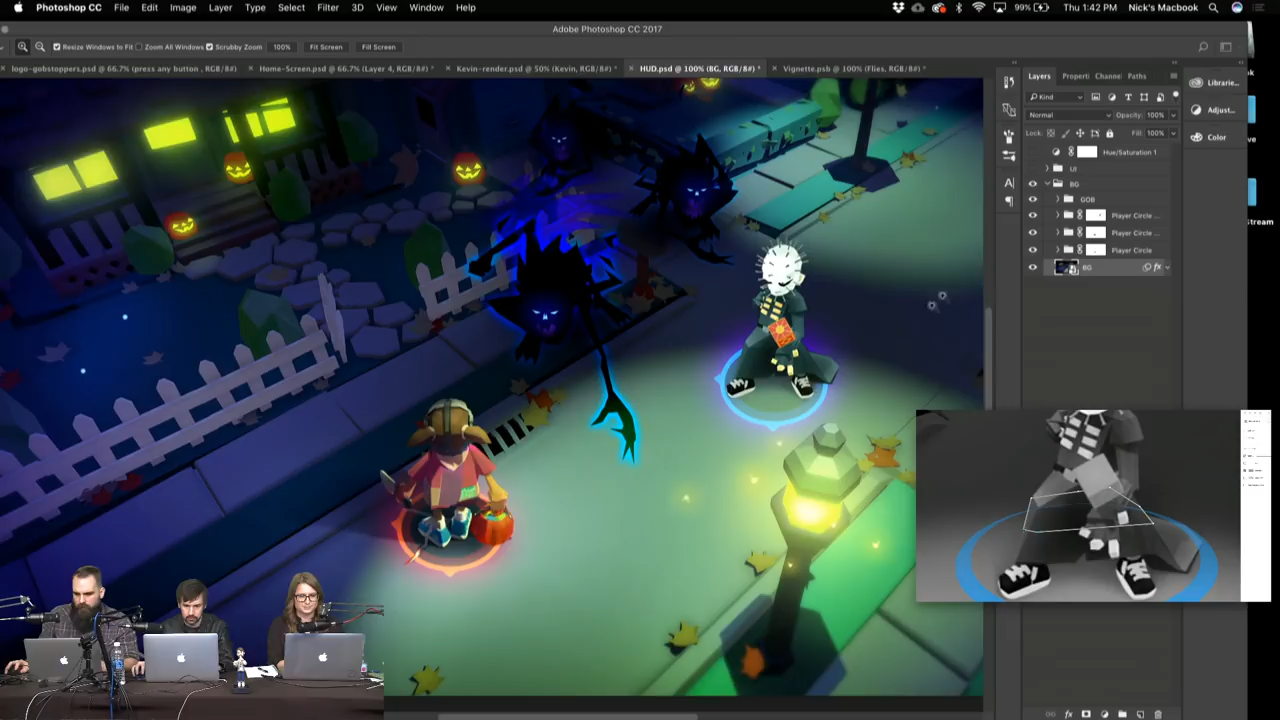 Photoshop CC File Edit Image Layer Type Select Filter 3D View Window Help 99% Thu 1:42 PM Nick's Macbook
Adobe Photoshop CC 2017
Resize Windows to Fit Zoom All Windows Scrubby Zoom 100% Fit Screen Fill Screen
logo-gobstoppers.psd @ 66.7% (press any button , RGB/8#) Home-Screen.psd @ 66.7% (Layer 4, RGB/8#) * Kevin-render.psd @ 50% (Kevin, RGB/8#) * HUD.psd @ 100% (BG, RGB/8#) * Vignette.psb @ 100% (Flies, RGB/8#) *
Layers Properti Channel Paths
Librarie...
Kind
Adjust...
Normal Opacity: 100%
Lock: Fill: 100%
Color
Hue/Saturation 1
UI
BG
GOB
Player Circle ...
Player Circle ...
Player Circle
BG fx
tream
fx